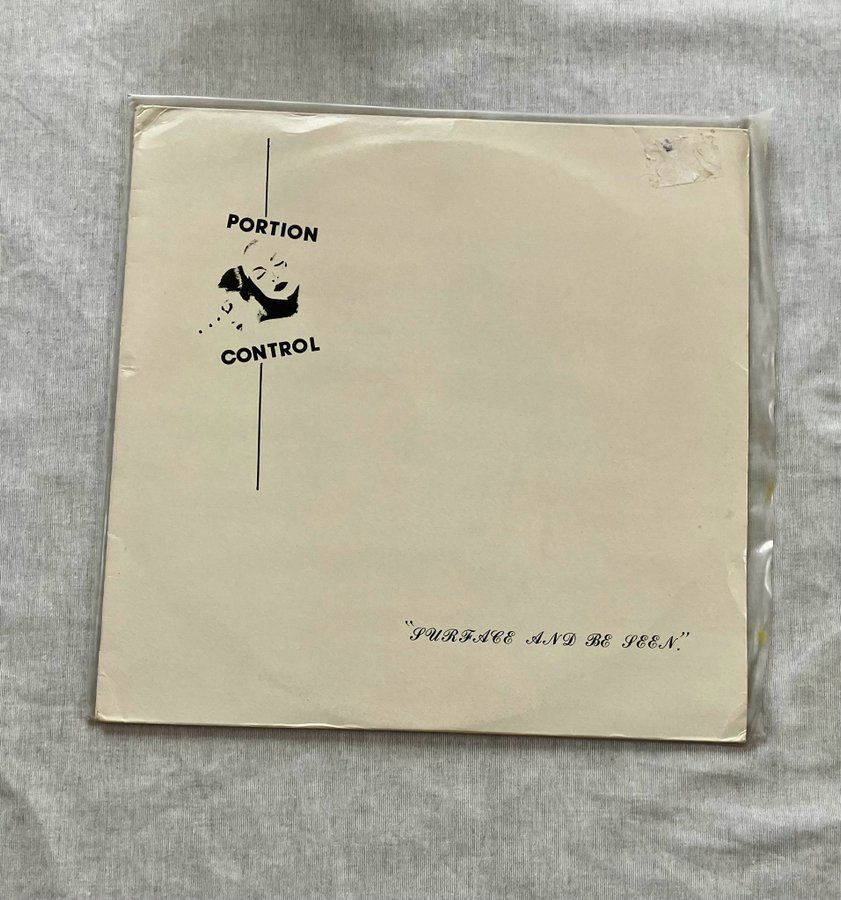 PORTION
CONTROL
"SURFACE AND BE SEEN."